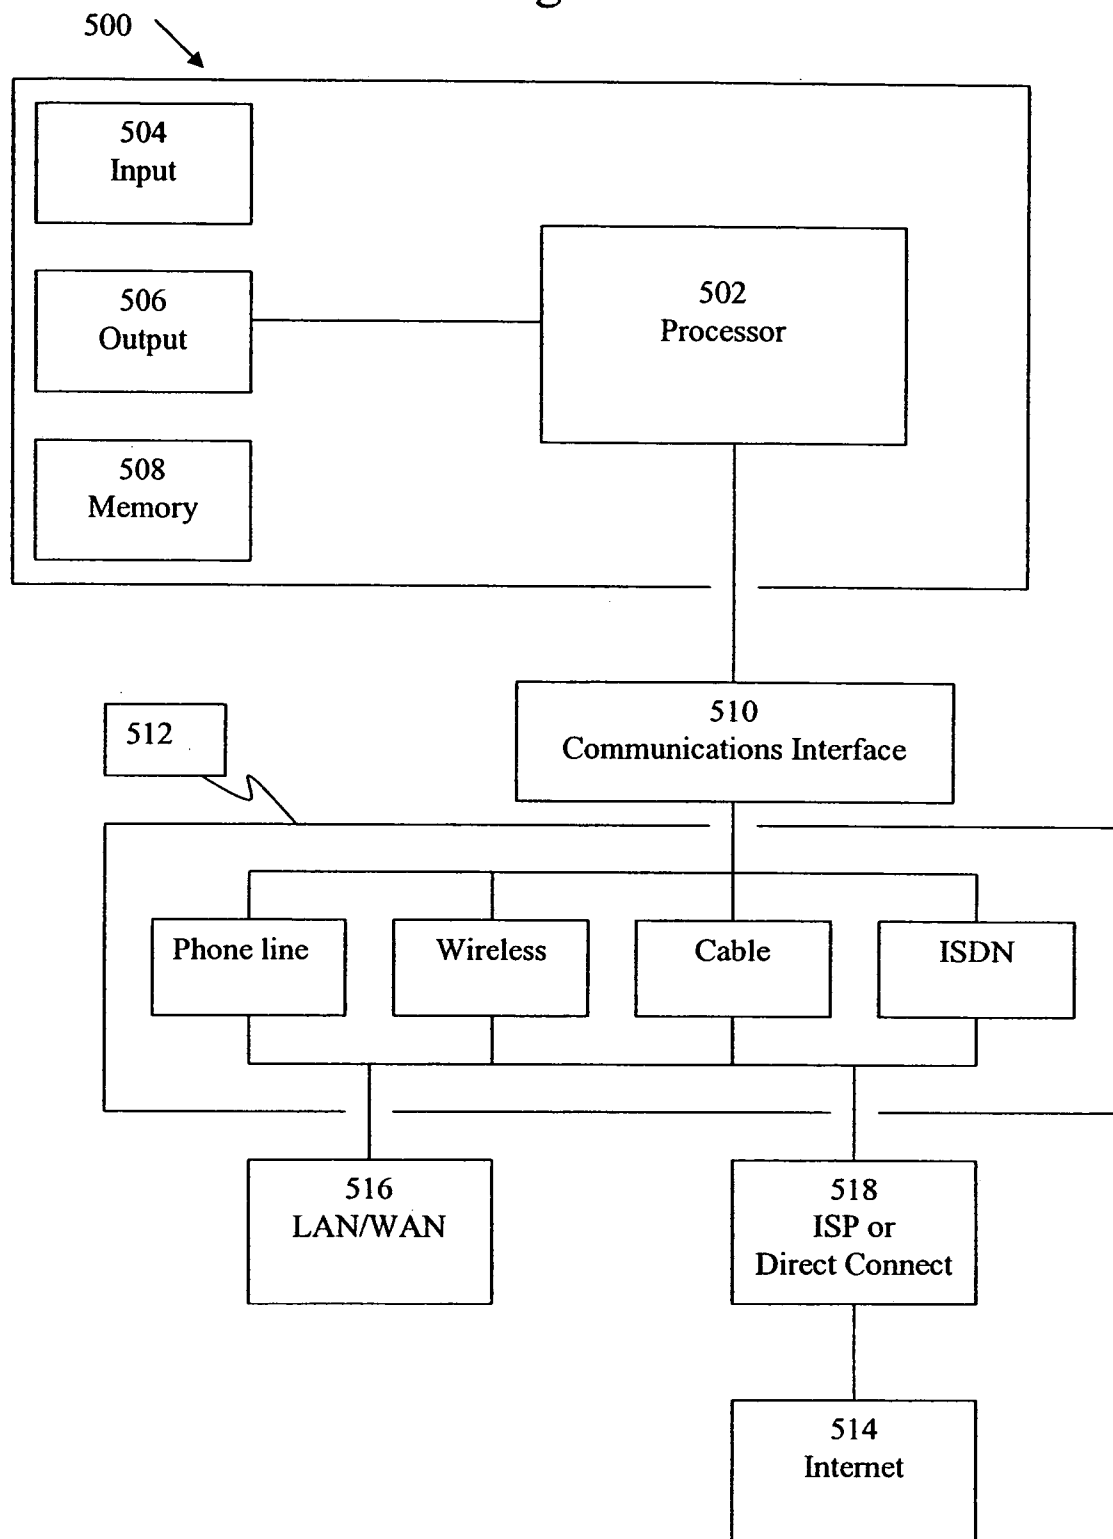 500
504
Input
506
Output
502
Processor
508
Memory
510
Communications Interface
512
Phone line
Wireless
Cable
ISDN
516
LAN/WAN
518
ISP or
Direct Connect
514
Internet